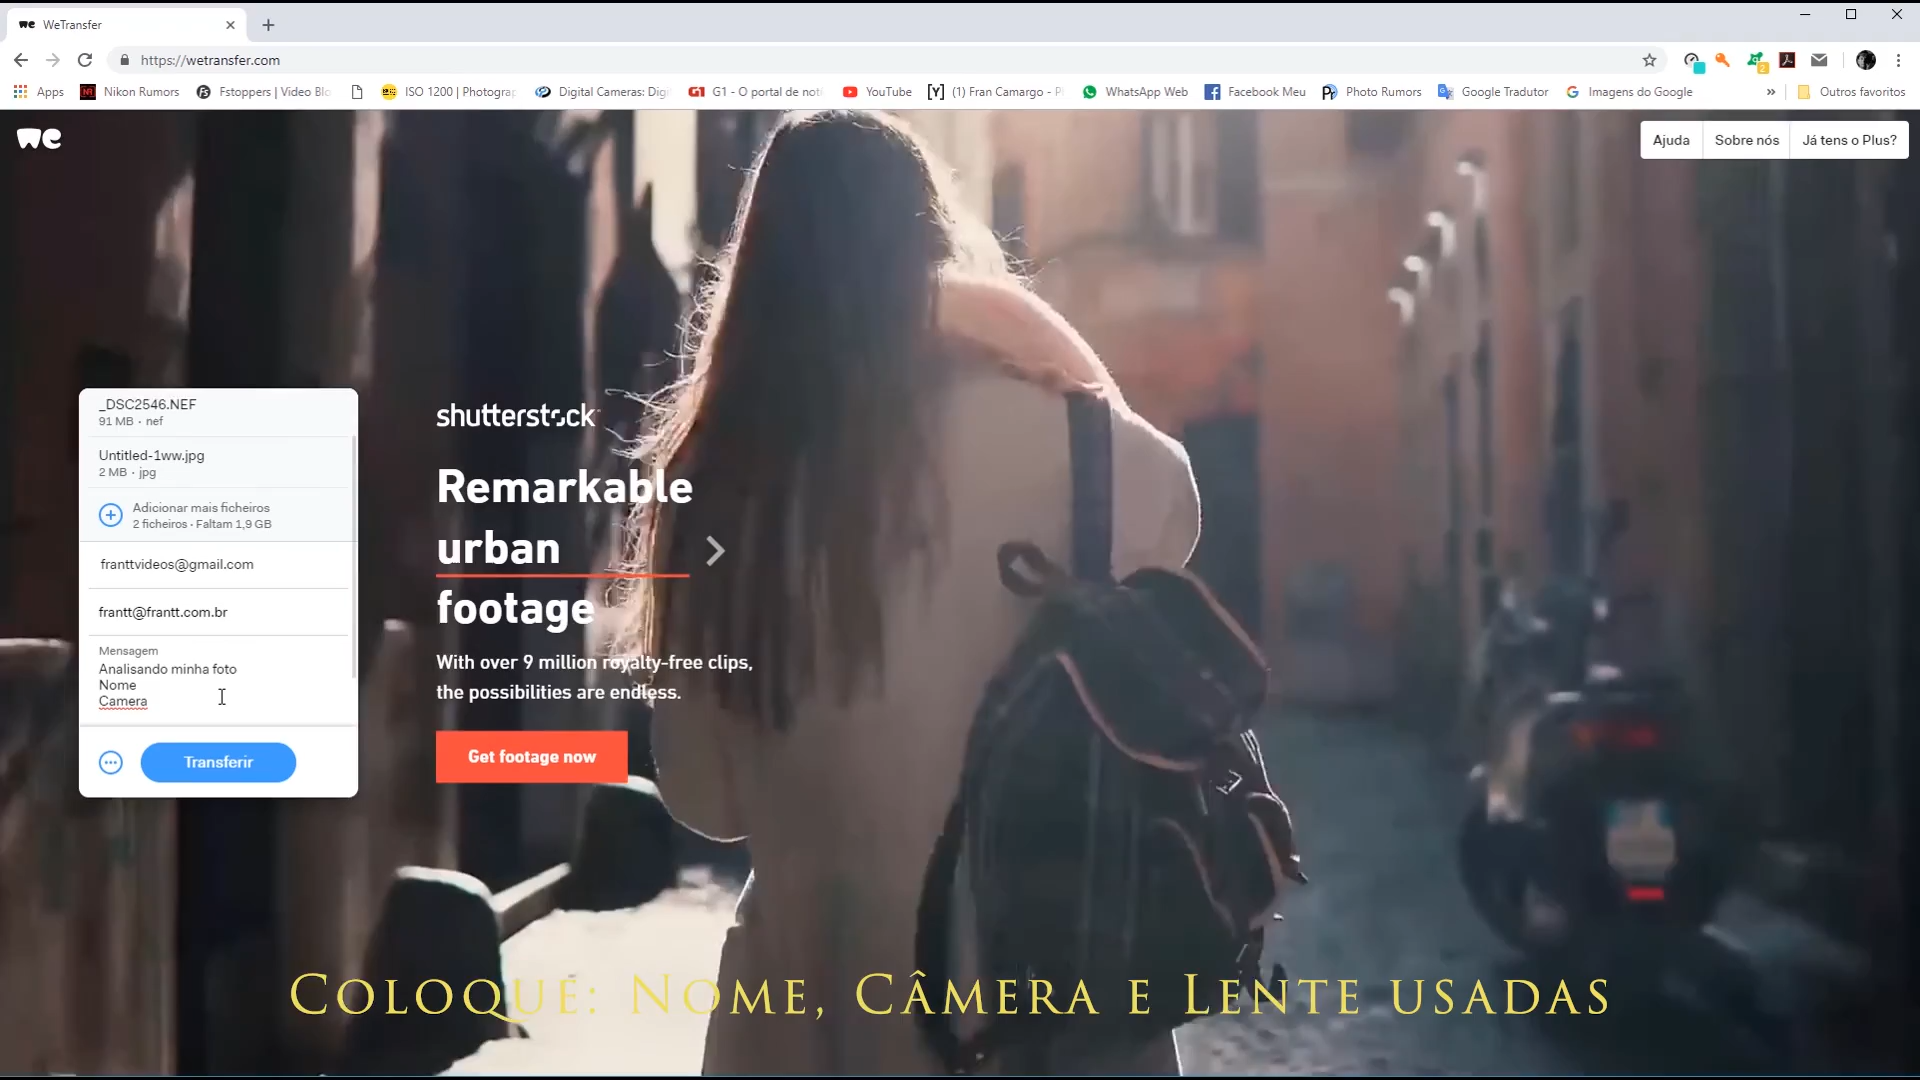 we WeTransfer
https://wetransfer.com
Apps Nikon Rumors Fstoppers | Video Blo ISO 1200 | Photograp Digital Cameras: Digi G1 - O portal de noti YouTube (1) Fran Camargo - P WhatsApp Web Facebook Meu Photo Rumors Google Tradutor Imagens do Google » Outros favoritos
we
Ajuda Sobre nós Já tens o Plus?
_DSC2546.NEF
91 MB · nef
Untitled-1ww.jpg
2 MB · jpg
Adicionar mais ficheiros
2 ficheiros · Faltam 1,9 GB
franttvideos@gmail.com
frantt@frantt.com.br
Mensagem
Analisando minha foto
Nome
Camera
Transferir
shutterstock
Remarkable
urban
footage
With over 9 million royalty-free clips,
the possibilities are endless.
Get footage now
Coloque: Nome, Câmera e Lente usadas